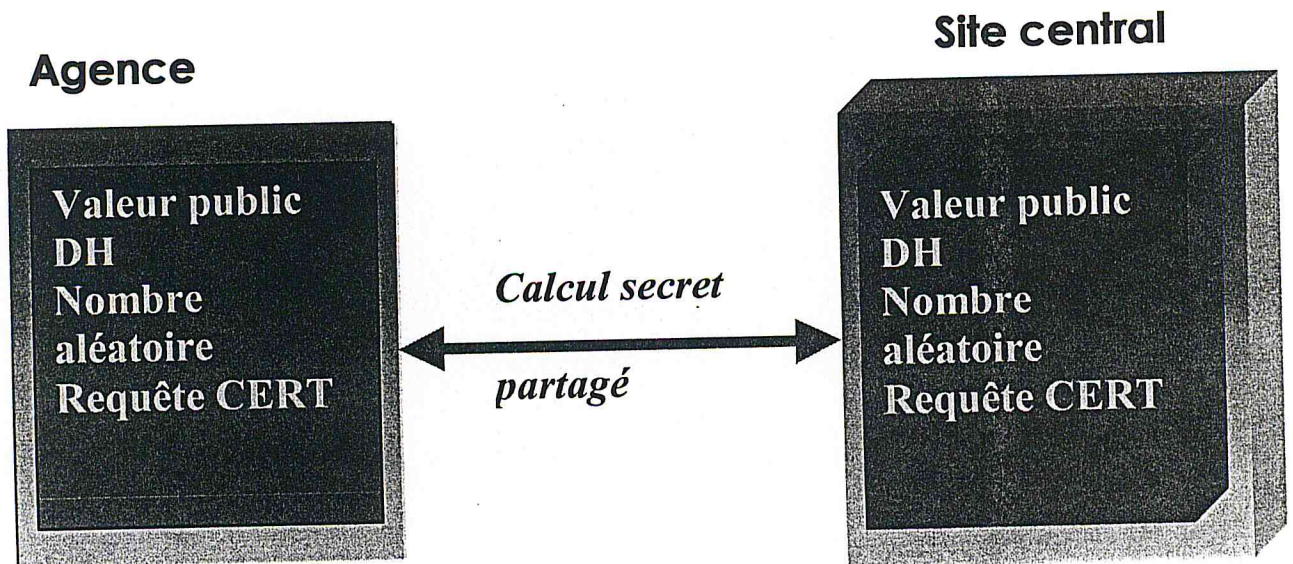 Agence
Site central
Valeur public
DH
Nombre
aléatoire
Requête CERT
Calcul secret
partagé
Valeur public
DH
Nombre
aléatoire
Requête CERT